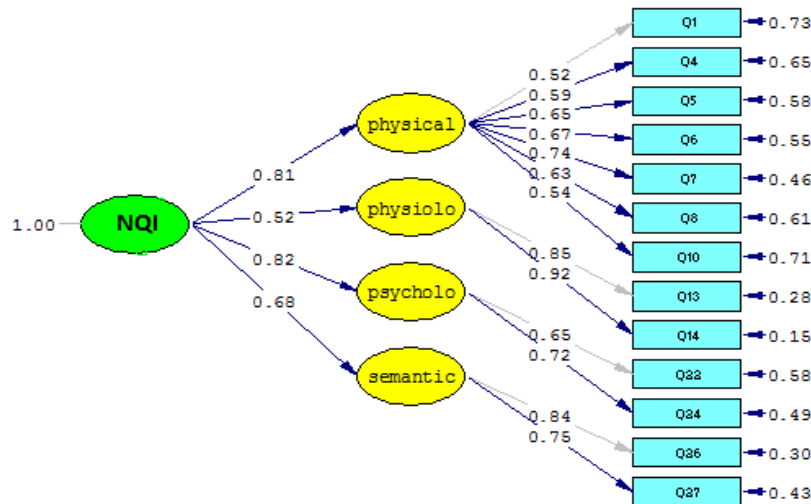 Q1
0.73
0.52
Q4
0.65
0.59
Q5
0.58
0.65
physical
Q6
0.55
0.67
0.74
Q7
0.46
0.63
0.81
0.54
Q8
0.61
physiolo
NQI
1.00
0.52
Q10
0.71
0.85
0.92
Q13
0.28
0.82
psycholo
0.68
Q14
0.15
0.65
0.72
Q22
0.58
semantic
Q24
0.49
0.84
0.75
Q26
0.30
Q27
0.43